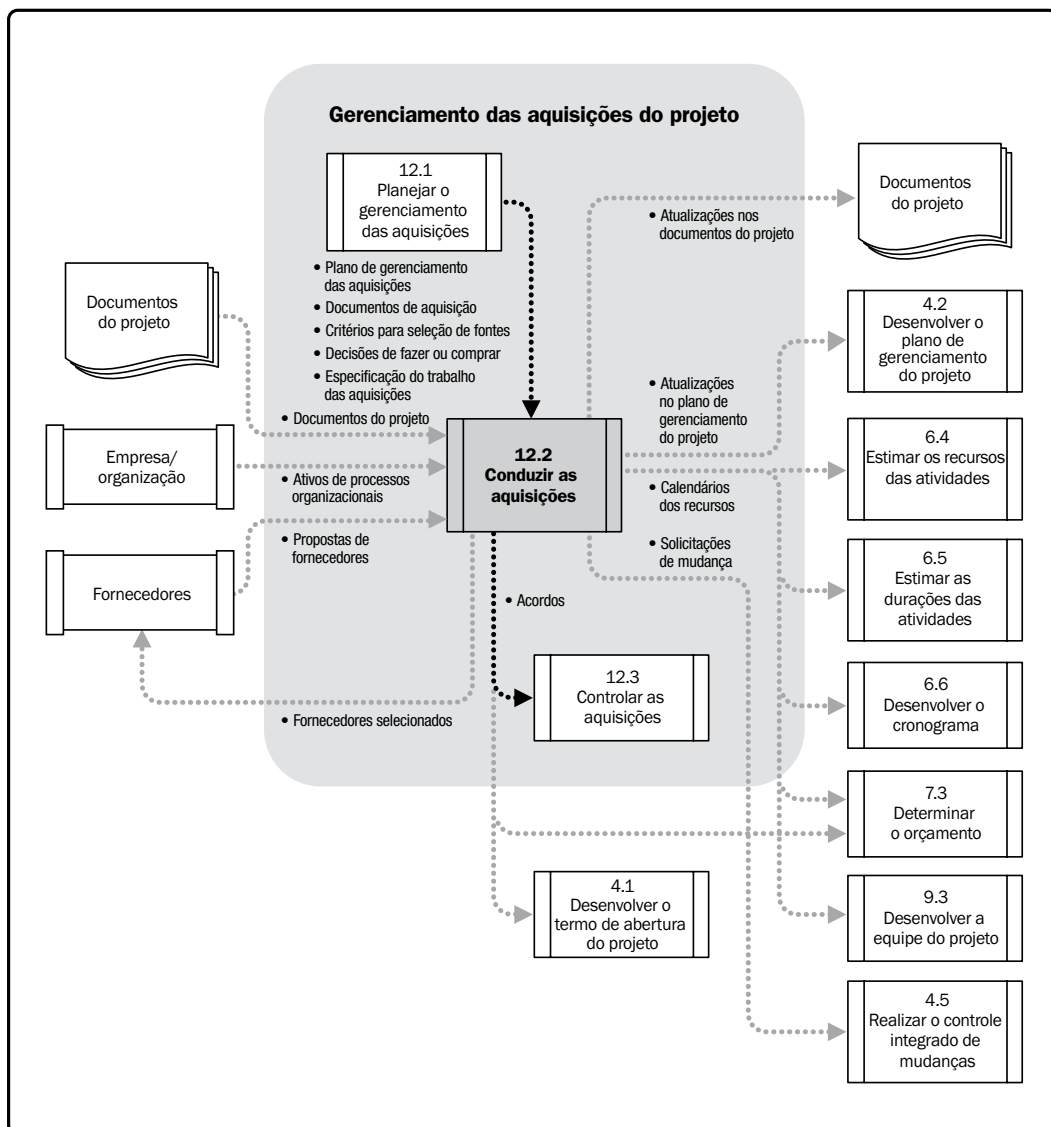 Gerenciamento das aquisições do projeto
12.1
Planejar o
gerenciamento
das aquisições
• Plano de gerenciamento
das aquisições
• Documentos de aquisição
• Critérios para seleção de fontes
• Decisões de fazer ou comprar
• Especificação do trabalho
das aquisições
Documentos
do projeto
• Documentos do projeto
Empresa/
organização
• Ativos de processos
organizacionais
Fornecedores
• Propostas de
fornecedores
12.2
Conduzir as
aquisições
• Acordos
• Fornecedores selecionados
12.3
Controlar as
aquisições
4.1
Desenvolver o
termo de abertura
do projeto
• Atualizações nos
documentos do projeto
• Atualizações
no plano de
gerenciamento
do projeto
• Calendários
dos recursos
• Solicitações
de mudança
Documentos
do projeto
4.2
Desenvolver o
plano de
gerenciamento
do projeto
6.4
Estimar os recursos
das atividades
6.5
Estimar as
durações das
atividades
6.6
Desenvolver o
cronograma
7.3
Determinar
o orçamento
9.3
Desenvolver a
equipe do projeto
4.5
Realizar o controle
integrado de
mudanças